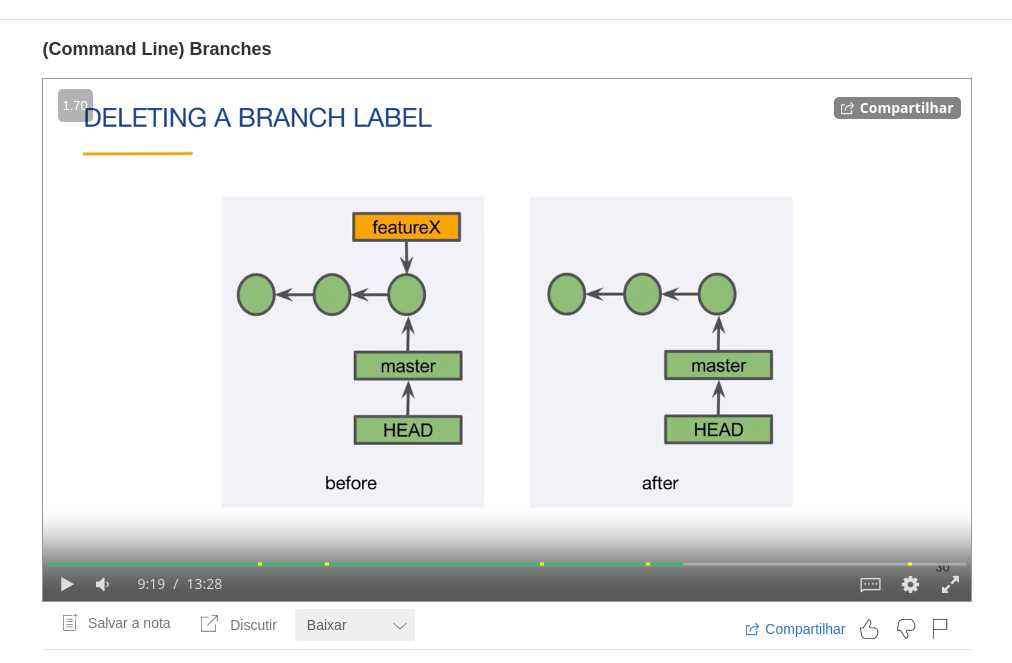 (Command Line) Branches
1.70
DELETING A BRANCH LABEL
Compartilhar
featureX
master
master
HEAD
HEAD
before
after
30
9:19 / 13:28
Salvar a nota
Discutir
Baixar
Compartilhar